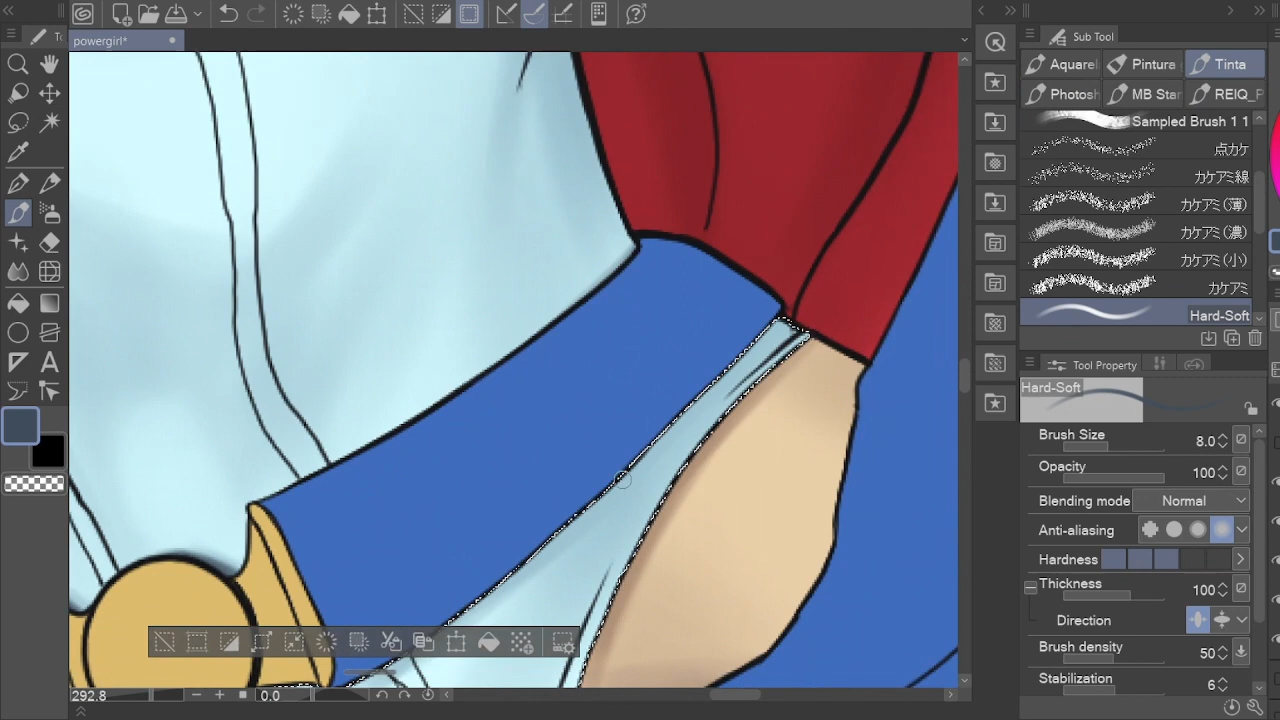 To
powergirl*
Sub Tool
Aquarel
Pintura
Tinta
Photosh
MB Star
REIQ_P
Sampled Brush 1 1
点カケ
カケアミ線
カケアミ(薄)
カケアミ(濃)
カケアミ(小)
カケアミ
Hard-Soft
Tool Property
Hard-Soft
Brush Size
8.0
Opacity
100
Blending mode
Normal
Anti-aliasing
Hardness
Thickness
100
Direction
Brush density
50
Stabilization
6
292.8
0.0